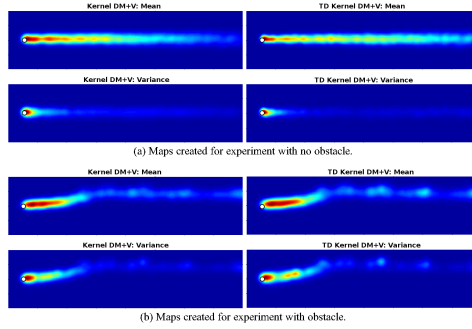 Kernel DM+V: Mean
TD Kernel DM+V: Mean
Kernel DM+V: Variance
TD Kernel DM+V: Variance
(a) Maps created for experiment with no obstacle.
Kernel DM+V: Mean
TD Kernel DM+V: Mean
Kernel DM+V: Variance
TD Kernel DM+V: Variance
(b) Maps created for experiment with obstacle.